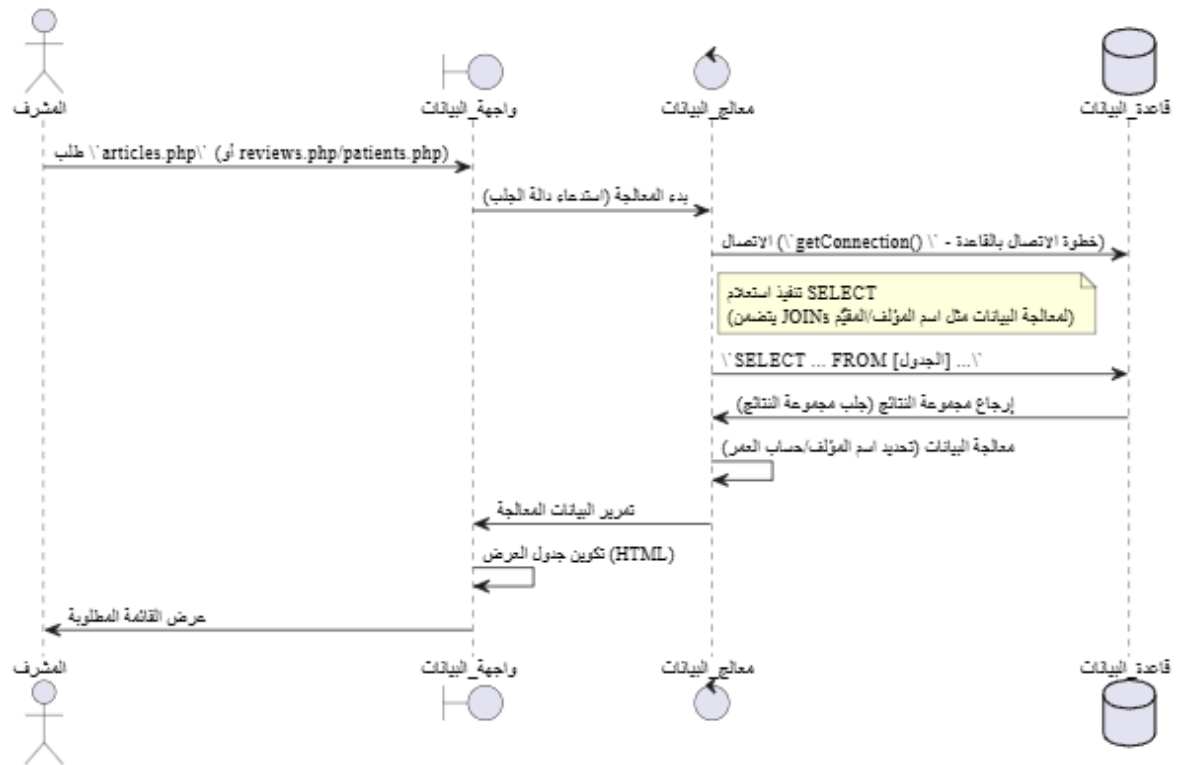 المشرف
واجهة_البيانات
معالج_البيانات
قاعدة_البيانات
طلب \`articles.php\` (أو reviews.php/patients.php)
بدء المعالجة (استدعاء دالة الجلب)
الاتصال (\`getConnection() \` - خطوة الاتصال بالقاعدة)
تنفيذ استعلام SELECT
(لمعالجة البيانات مثل اسم المؤلف/المقيِّم JOINs يتضمن)
\`SELECT ... FROM [الجدول] ...\`
إرجاع مجموعة النتائج (جلب مجموعة النتائج)
معالجة البيانات (تحديد اسم المؤلف/حساب العمر)
تمرير البيانات المعالجة
تكوين جدول العرض (HTML)
عرض القائمة المطلوبة
المشرف
واجهة_البيانات
معالج_البيانات
قاعدة_البيانات